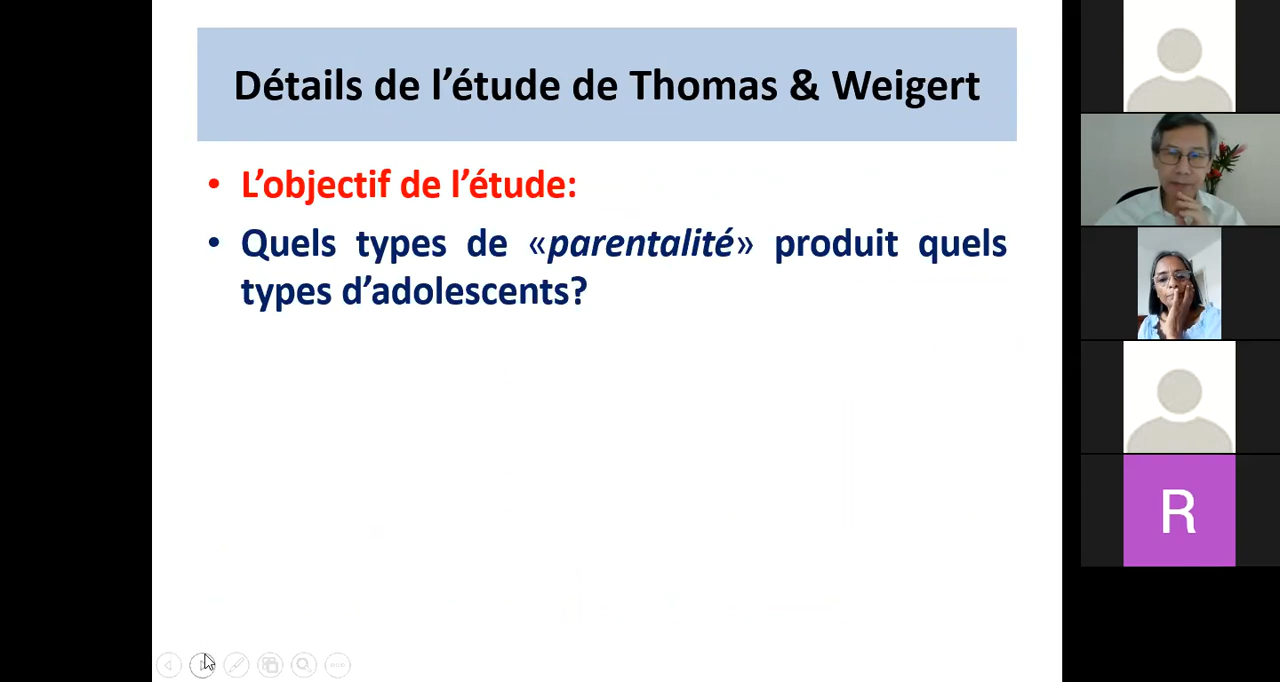 Détails de l’étude de Thomas & Weigert
• L’objectif de l’étude:
• Quels types de «parentalité» produit quels
types d’adolescents?
R